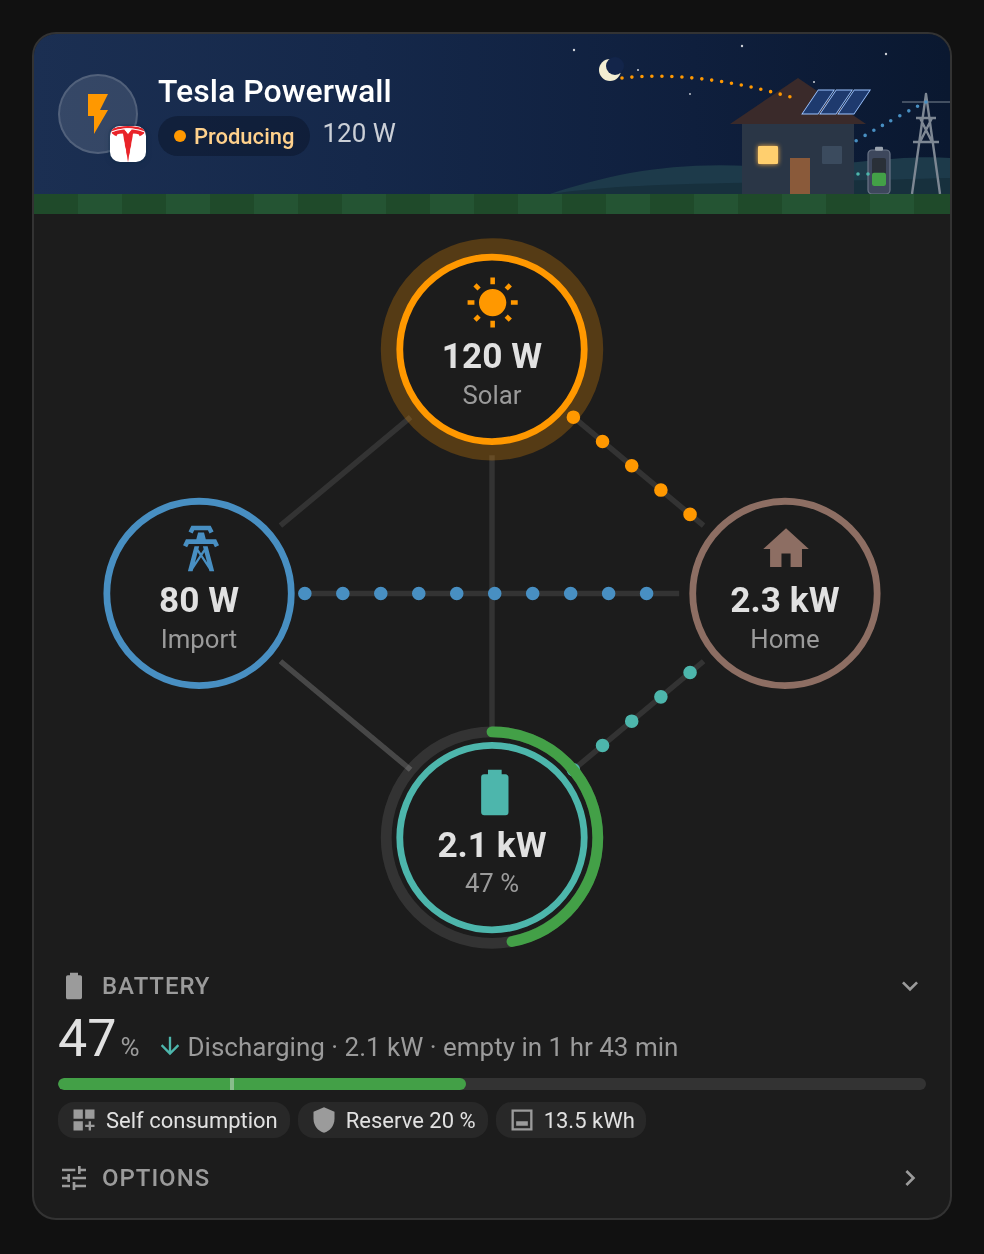 Tesla Powerwall
Producing 120 W
120 W
Solar
80 W
Import
2.3 kW
Home
2.1 kW
47 %
BATTERY
47 % Discharging · 2.1 kW · empty in 1 hr 43 min
Self consumption Reserve 20 % 13.5 kWh
OPTIONS